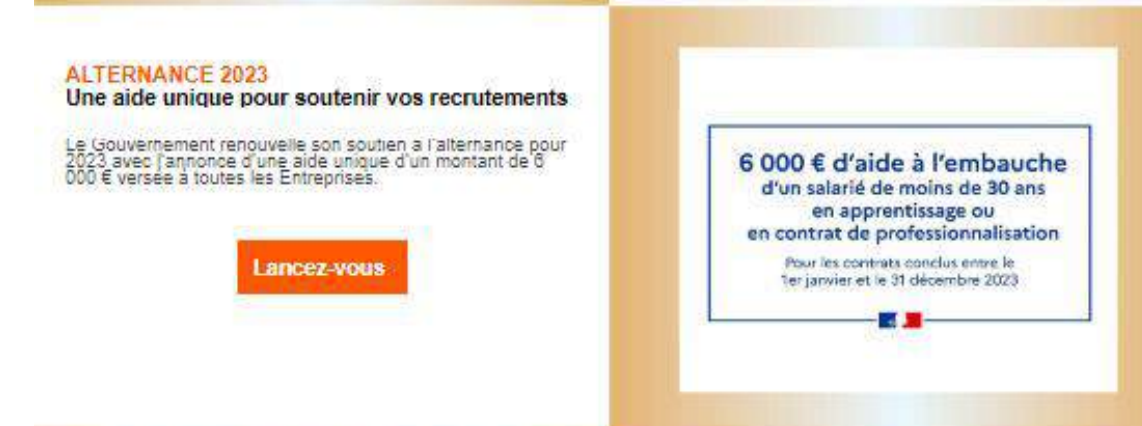 ALTERNANCE 2023
Une aide unique pour soutenir vos recrutements
Le Gouvernement renouvelle son soutien à l'alternance pour
2023 avec l'annonce d'une aide unique d'un montant de 6
000 € versée à toutes les Entreprises.
Lancez-vous
6 000 € d'aide à l'embauche
d'un salarié de moins de 30 ans
en apprentissage ou
en contrat de professionnalisation
Pour les contrats conclus entre le
1er janvier et le 31 décembre 2023